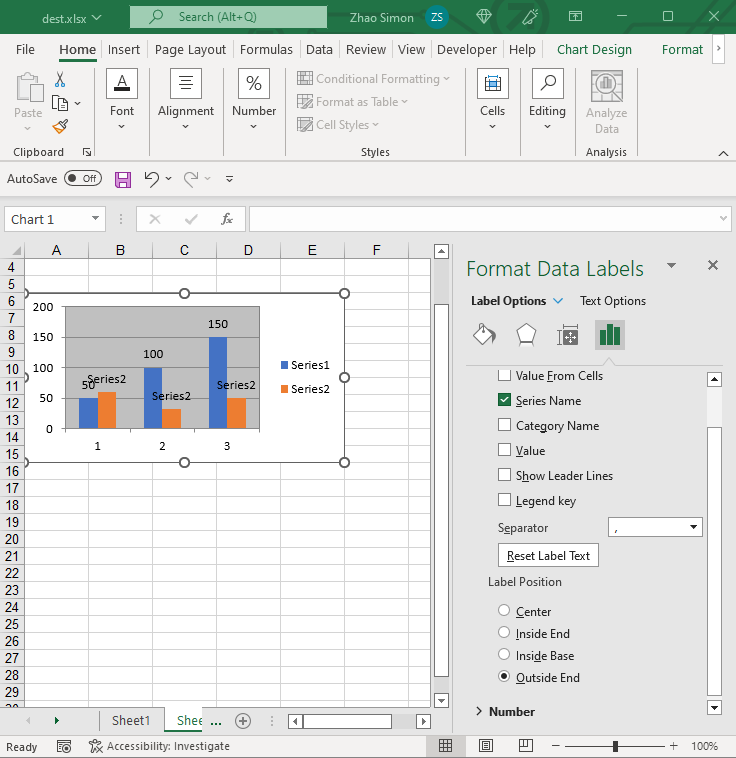 dest.xlsx
Search (Alt+Q)
Zhao Simon
ZS
File Home Insert Page Layout Formulas Data Review View Developer Help Chart Design Format
Paste
Clipboard
A
Font
Alignment
%
Number
Conditional Formatting
Format as Table
Cell Styles
Styles
Cells
Editing
Analyze
Data
Analysis
AutoSave Off
Chart 1
fx
A B C D E F
4
5
6
7
8
9
10
11
12
13
14
15
16
17
18
19
20
21
22
23
24
25
26
27
28
29
200
150
100
50
0
50
100
150
Series2
Series2
Series2
1 2 3
Series1
Series2
Format Data Labels
Label Options Text Options
Value From Cells
Series Name
Category Name
Value
Show Leader Lines
Legend key
Separator ,
Reset Label Text
Label Position
Center
Inside End
Inside Base
Outside End
Number
Sheet1 Shee ...
Ready
Accessibility: Investigate
100%